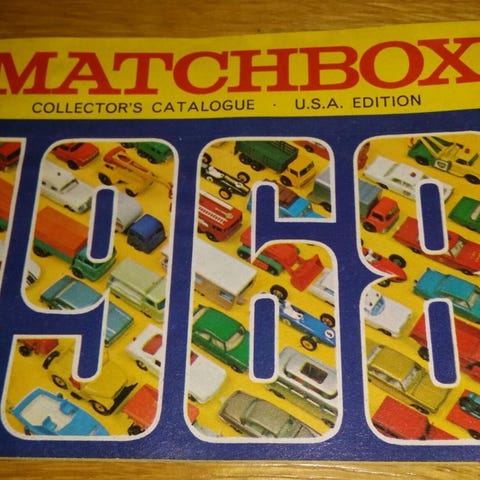 MATCHBOX
COLLECTOR'S CATALOGUE · U.S.A. EDITION
1968